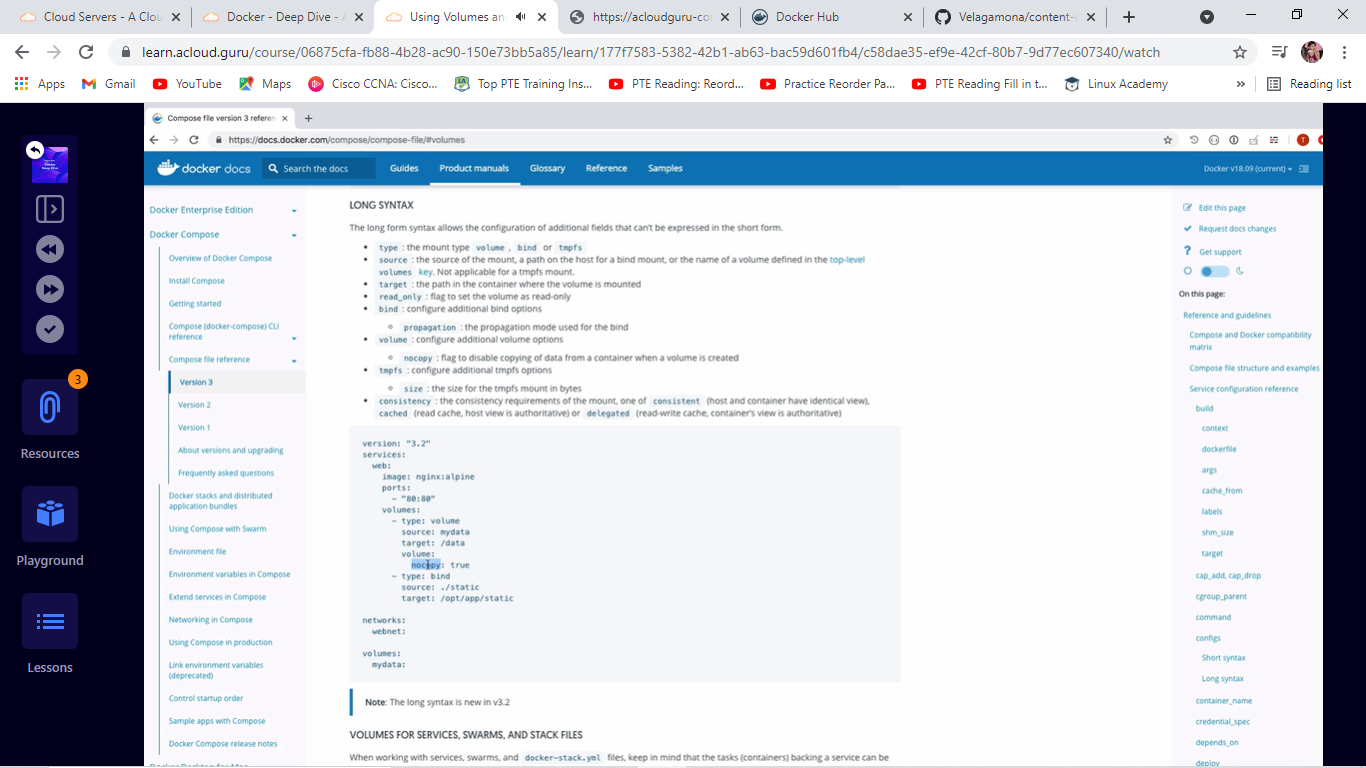 Cloud Servers - A Clou
Docker - Deep Dive - A
Using Volumes an
https://acloudguru-co
Docker Hub
Velagamona/content-
learn.acloud.guru/course/06875cfa-fb88-4b28-ac90-150e73bb5a85/learn/177f7583-5382-42b1-ab63-bac59d601fb4/c58dae35-ef9e-42cf-80b7-9d77ec607340/watch
Apps
Gmail
YouTube
Maps
Cisco CCNA: Cisco...
Top PTE Training Ins...
PTE Reading: Reord...
Practice Reorder Pa...
PTE Reading Fill in t...
Linux Academy
»
Reading list
3
Resources
Playground
Lessons
Compose file version 3 referen
https://docs.docker.com/compose/compose-file/#volumes
T
docker docs
Search the docs
Guides
Product manuals
Glossary
Reference
Samples
Docker v18.09 (current)
Docker Enterprise Edition
Docker Compose
Overview of Docker Compose
Install Compose
Getting started
Compose (docker-compose) CLI
reference
Compose file reference
Version 3
Version 2
Version 1
About versions and upgrading
Frequently asked questions
Docker stacks and distributed
application bundles
Using Compose with Swarm
Environment file
Environment variables in Compose
Extend services in Compose
Networking in Compose
Using Compose in production
Link environment variables
(deprecated)
Control startup order
Sample apps with Compose
Docker Compose release notes
Docker Desktop for Mac
LONG SYNTAX
The long form syntax allows the configuration of additional fields that can't be expressed in the short form.
• type : the mount type volume , bind or tmpfs
• source : the source of the mount, a path on the host for a bind mount, or the name of a volume defined in the top-level
volumes key. Not applicable for a tmpfs mount.
• target : the path in the container where the volume is mounted
• read_only : flag to set the volume as read-only
• bind : configure additional bind options
◦ propagation : the propagation mode used for the bind
• volume : configure additional volume options
◦ nocopy : flag to disable copying of data from a container when a volume is created
• tmpfs : configure additional tmpfs options
◦ size : the size for the tmpfs mount in bytes
• consistency : the consistency requirements of the mount, one of consistent (host and container have identical view),
cached (read cache, host view is authoritative) or delegated (read-write cache, container's view is authoritative)
version: "3.2"
services:
web:
image: nginx:alpine
ports:
- "80:80"
volumes:
- type: volume
source: mydata
target: /data
volume:
nocopy: true
- type: bind
source: ./static
target: /opt/app/static
networks:
webnet:
volumes:
mydata:
Note: The long syntax is new in v3.2
VOLUMES FOR SERVICES, SWARMS, AND STACK FILES
When working with services, swarms, and docker-stack.yml files, keep in mind that the tasks (containers) backing a service can be
Edit this page
Request docs changes
Get support
On this page:
Reference and guidelines
Compose and Docker compatibility
matrix
Compose file structure and examples
Service configuration reference
build
context
dockerfile
args
cache_from
labels
shm_size
target
cap_add, cap_drop
cgroup_parent
command
configs
Short syntax
Long syntax
container_name
credential_spec
depends_on
deploy